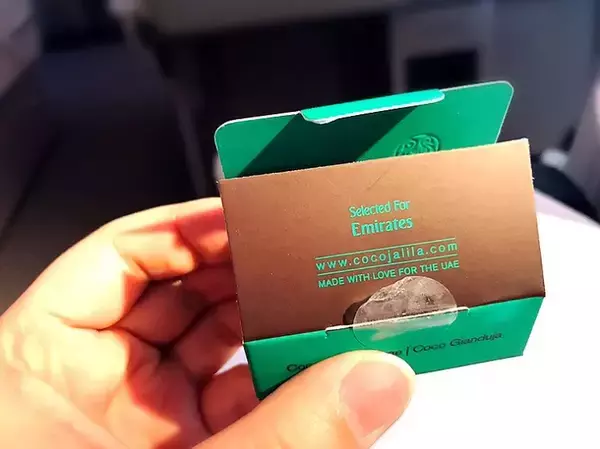 Selected For
Emirates
www.cocojalila.com
MADE WITH LOVE FOR THE UAE
| Coco Gianduja